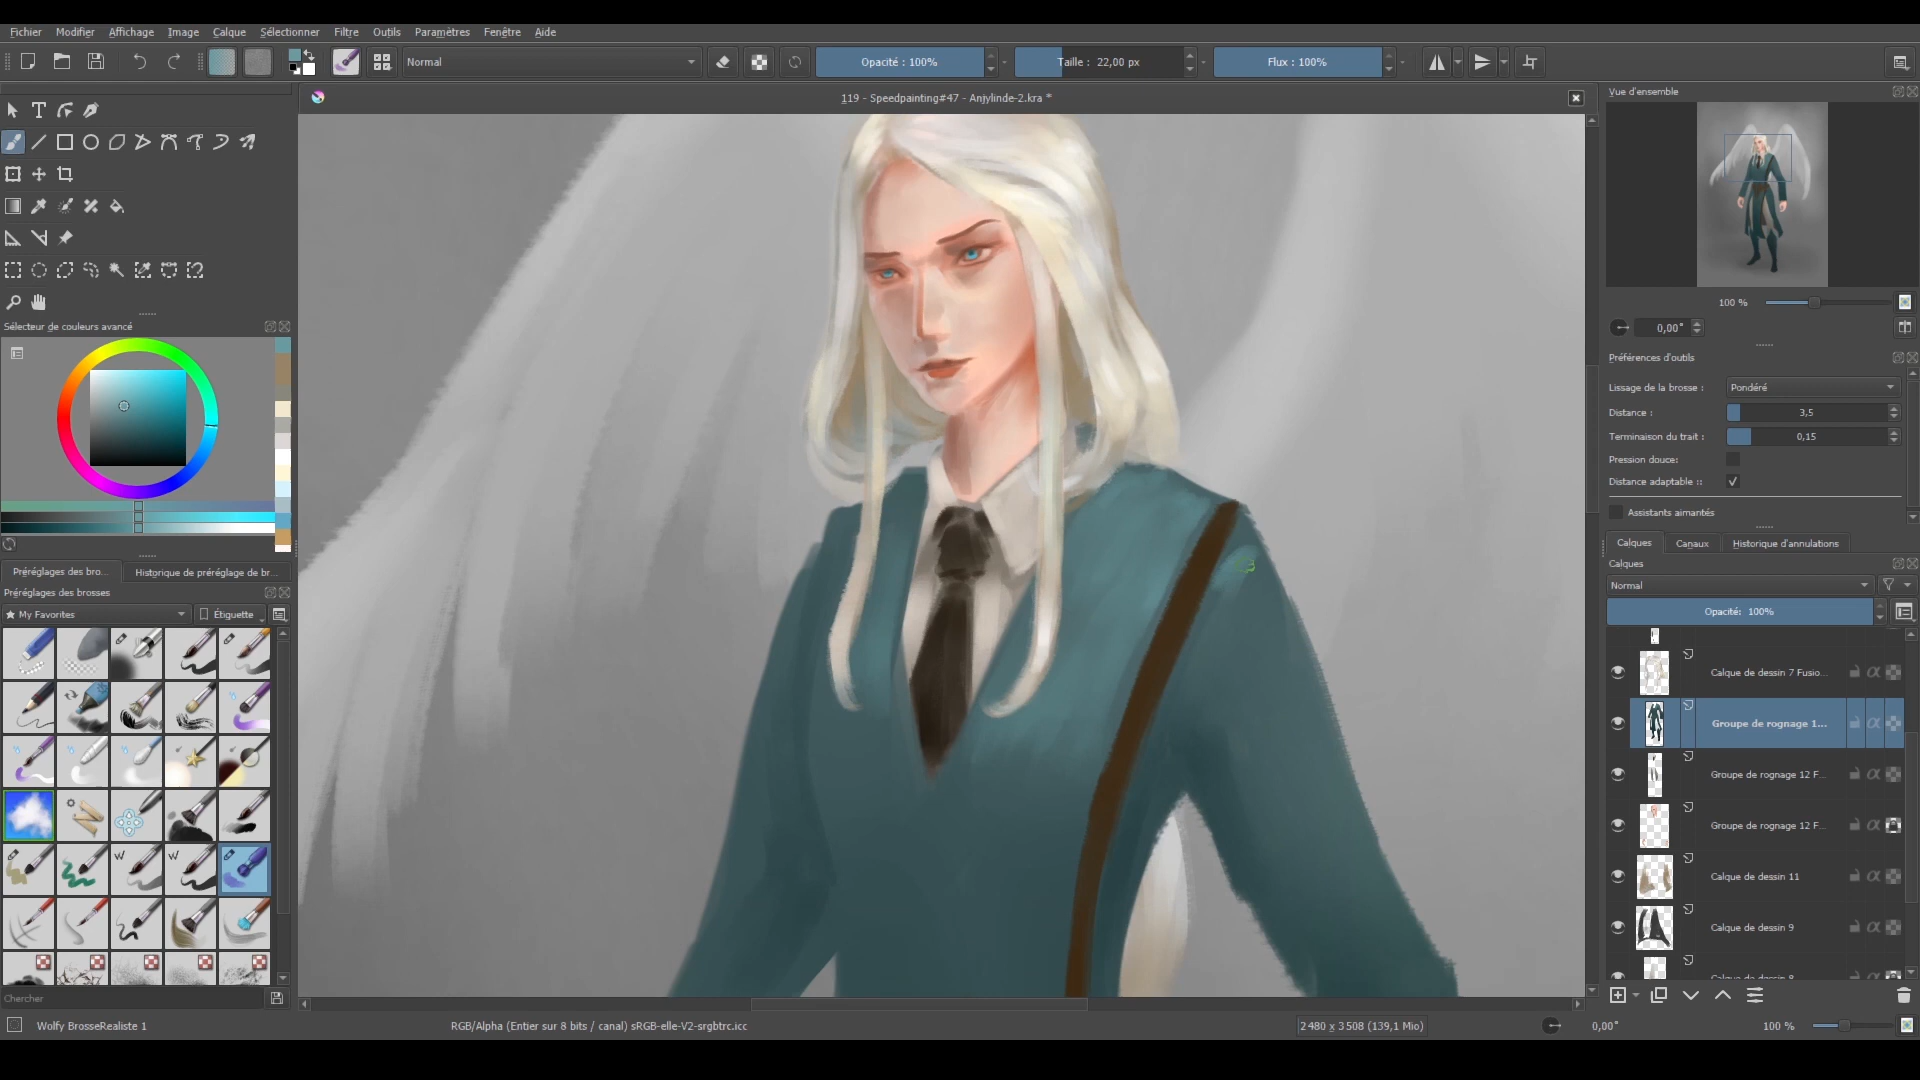 Fichier Modifier Affichage Image Calque Sélectionner Filtre Outils Paramètres Fenêtre Aide
Normal Opacité : 100% Taille : 22,00 px Flux : 100%
119 - Speedpainting#47 - Anjylinde-2.kra *
Sélecteur de couleurs avancé
Préréglages des bro... Historique de préréglage de br...
Préréglages des brosses
My Favorites Étiquette
W W
Chercher
Wolfy BrosseRealiste 1
RGB/Alpha (Entier sur 8 bits / canal) sRGB-elle-V2-srgbtrc.icc
2 480 x 3 508 (139,1 Mio)
0,00°
100 %
Vue d'ensemble
100 %
0,00°
Préférences d'outils
Lissage de la brosse : Pondéré
Distance : 3,5
Terminaison du trait : 0,15
Pression douce:
Distance adaptable ::
Assistants aimantés
Calques Canaux Historique d'annulations
Calques
Normal
Opacité: 100%
Calque de dessin 7 Fusio...
Groupe de rognage 1...
Groupe de rognage 12 F...
Groupe de rognage 12 F...
Calque de dessin 11
Calque de dessin 9
Calque de dessin 8